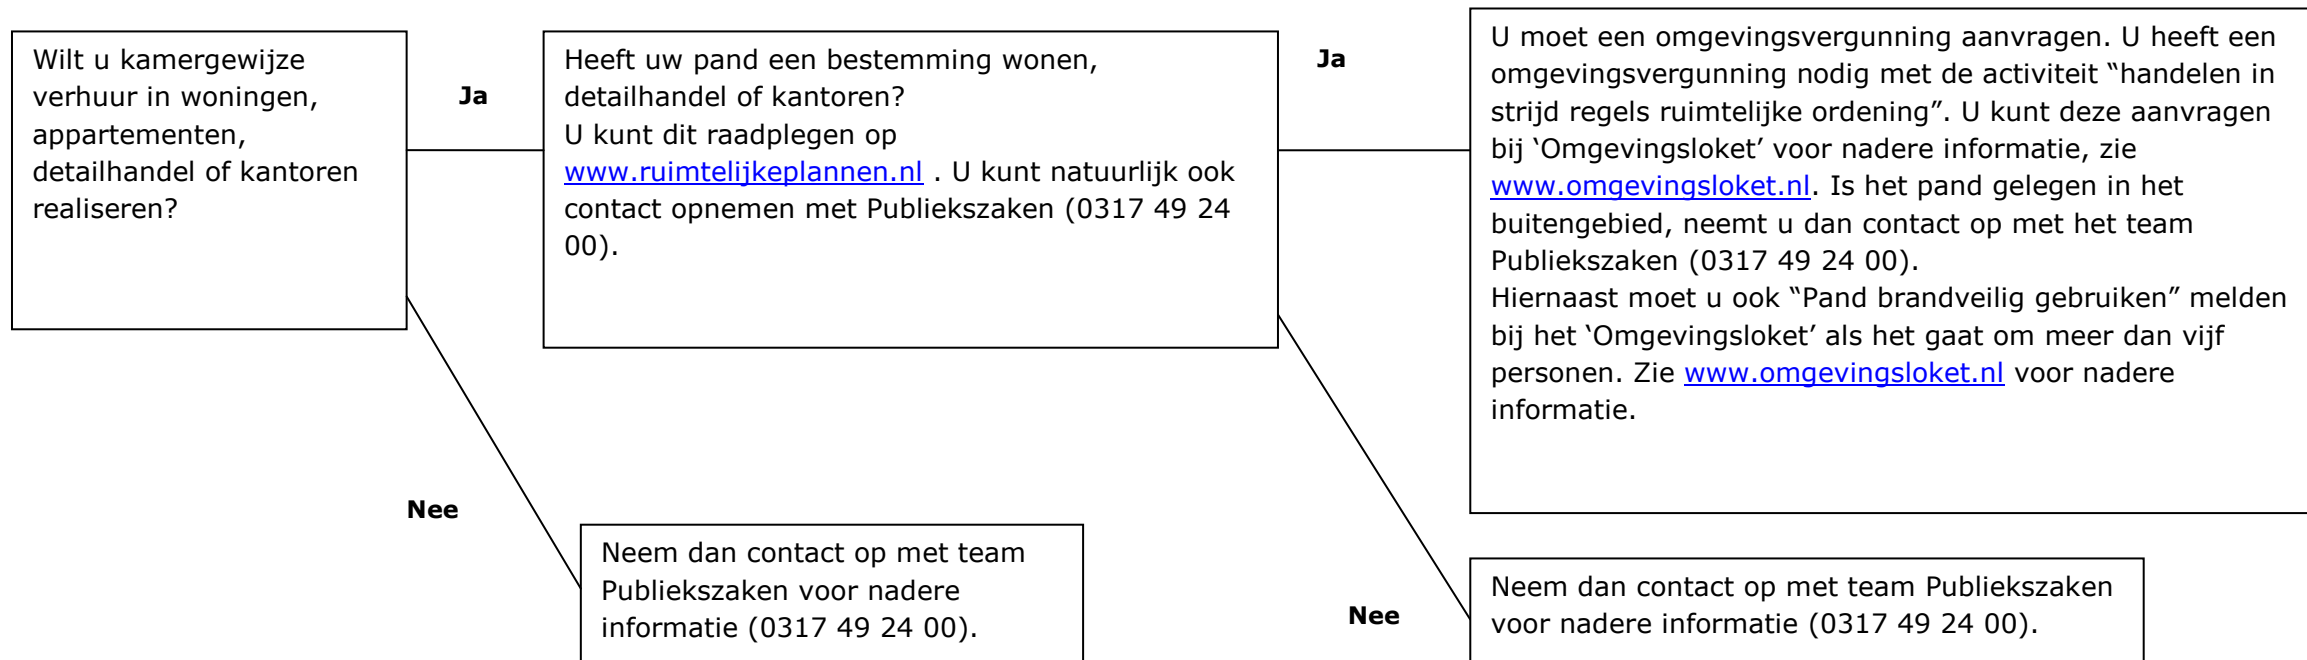 Wilt u kamergewijze
verhuur in woningen,
appartementen,
detailhandel of kantoren
realiseren?
Ja
Heeft uw pand een bestemming wonen,
detailhandel of kantoren?
U kunt dit raadplegen op
www.ruimtelijkeplannen.nl . U kunt natuurlijk ook
contact opnemen met Publiekszaken (0317 49 24
00).
Ja
U moet een omgevingsvergunning aanvragen. U heeft een
omgevingsvergunning nodig met de activiteit “handelen in
strijd regels ruimtelijke ordening”. U kunt deze aanvragen
bij ‘Omgevingsloket’ voor nadere informatie, zie
www.omgevingsloket.nl. Is het pand gelegen in het
buitengebied, neemt u dan contact op met het team
Publiekszaken (0317 49 24 00).
Hiernaast moet u ook “Pand brandveilig gebruiken” melden
bij het ‘Omgevingsloket’ als het gaat om meer dan vijf
personen. Zie www.omgevingsloket.nl voor nadere
informatie.
Nee
Neem dan contact op met team
Publiekszaken voor nadere
informatie (0317 49 24 00).
Nee
Neem dan contact op met team Publiekszaken
voor nadere informatie (0317 49 24 00).